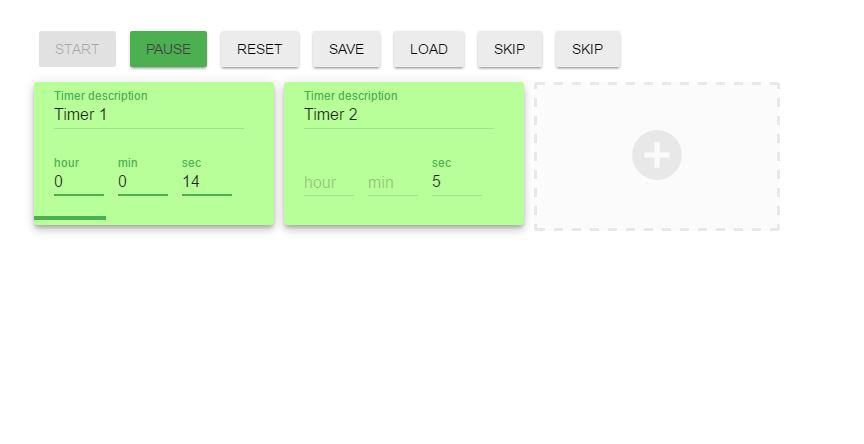 START PAUSE RESET SAVE LOAD SKIP SKIP
Timer description
Timer 1
hour min sec
0 0 14
Timer description
Timer 2
hour min sec
5